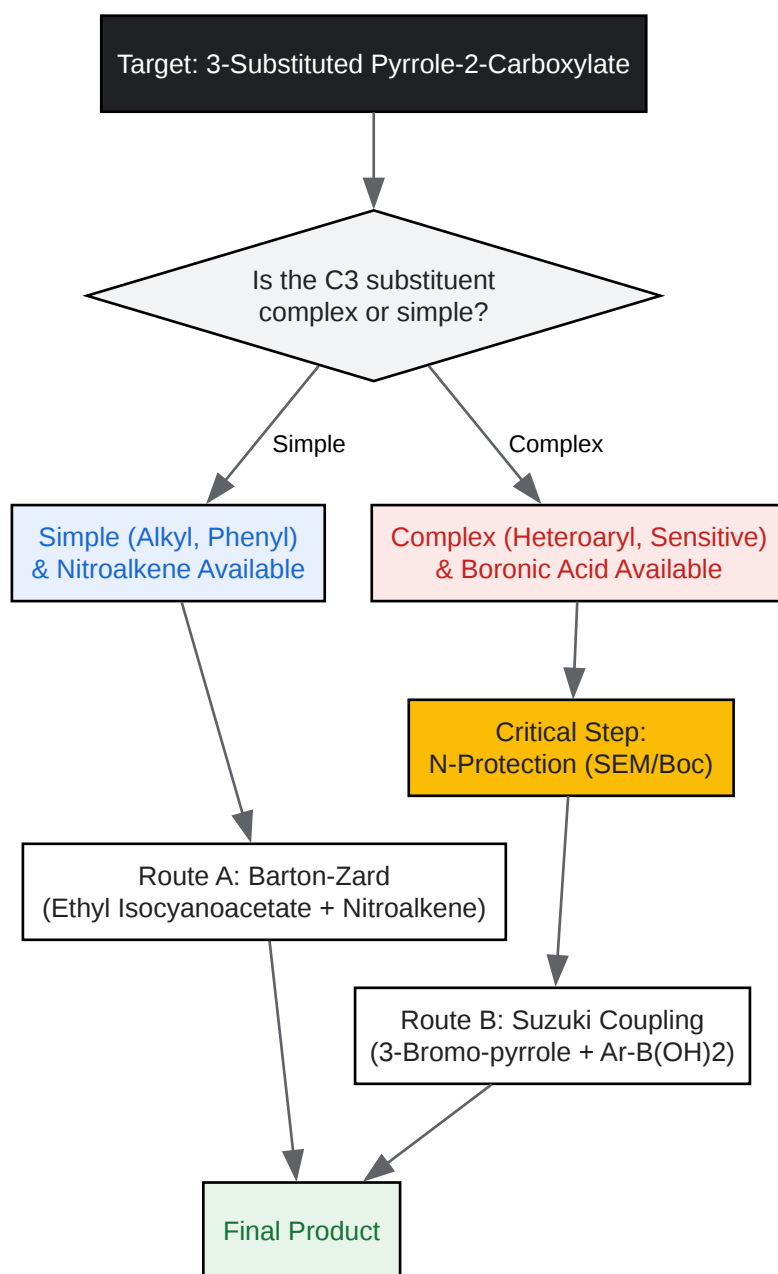 Target: 3-Substituted Pyrrole-2-Carboxylate
Is the C3 substituent
complex or simple?
Simple
Complex
Simple (Alkyl, Phenyl)
& Nitroalkene Available
Complex (Heteroaryl, Sensitive)
& Boronic Acid Available
Critical Step:
N-Protection (SEM/Boc)
Route A: Barton-Zard
(Ethyl Isocyanoacetate + Nitroalkene)
Route B: Suzuki Coupling
(3-Bromo-pyrrole + Ar-B(OH)2)
Final Product